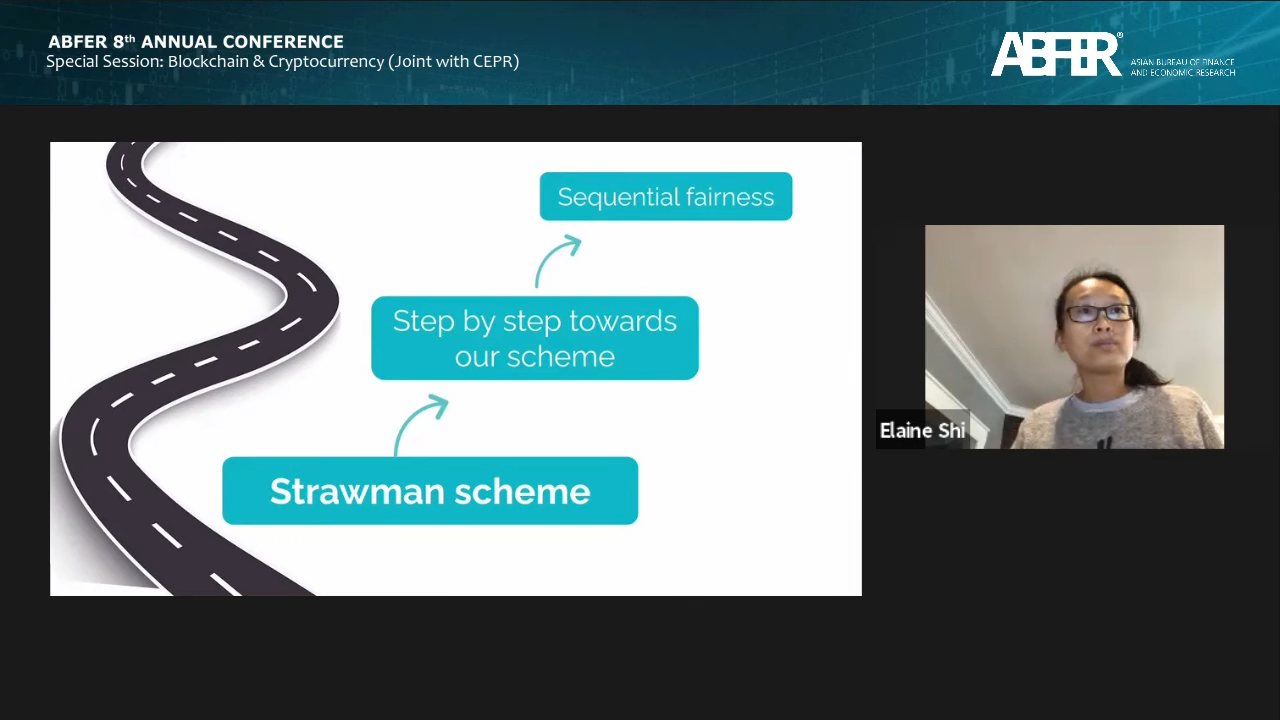 ABFER 8th ANNUAL CONFERENCE
Special Session: Blockchain & Cryptocurrency (Joint with CEPR)
ABFER®
ASIAN BUREAU OF FINANCE
AND ECONOMIC RESEARCH
Sequential fairness
Step by step towards
our scheme
Strawman scheme
Elaine Shi